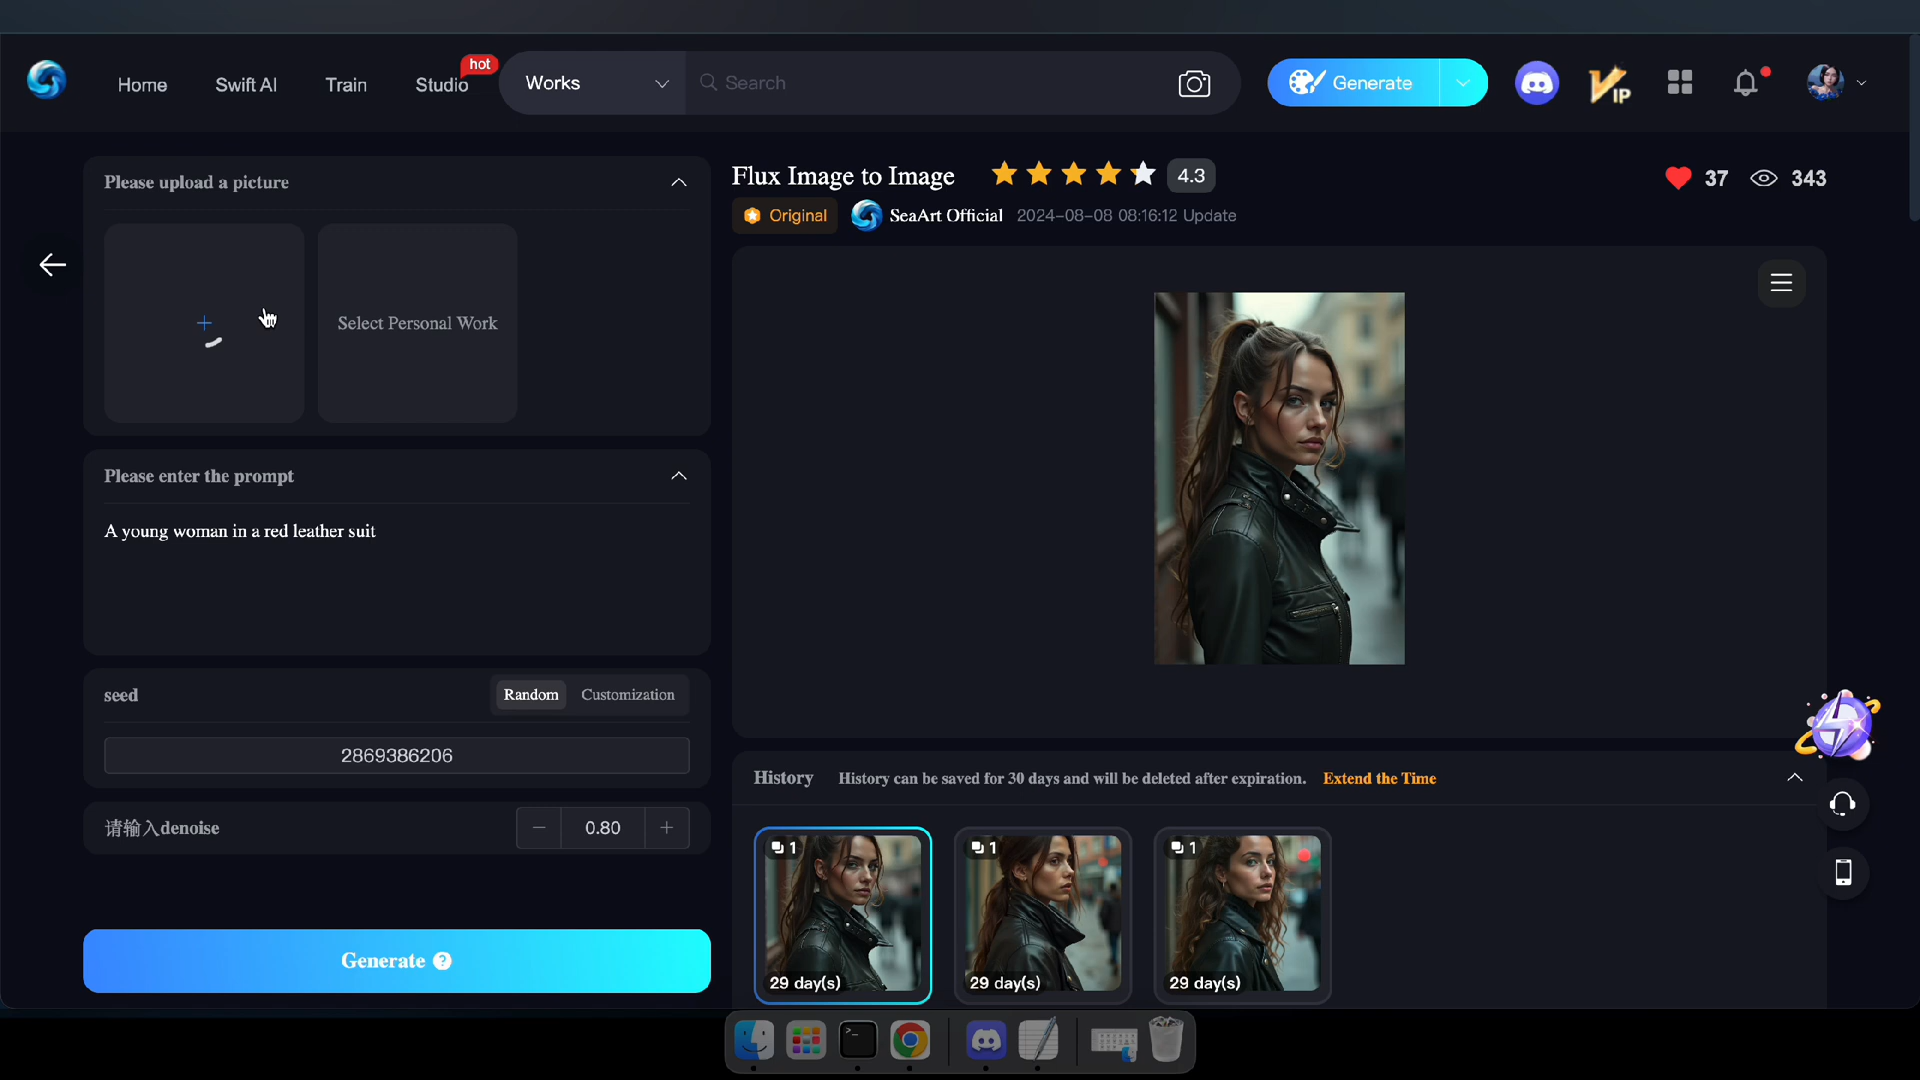 hot
Home
Swift AI
Train
Studio
Works
Search
Generate
VIP
Please upload a picture
Select Personal Work
Please enter the prompt
A young woman in a red leather suit
seed
Random
Customization
2869386206
请输入denoise
0.80
Generate
Flux Image to Image
4.3
37
343
Original
SeaArt Official
2024-08-08 08:16:12 Update
History
History can be saved for 30 days and will be deleted after expiration.
Extend the Time
1
1
1
29 day(s)
29 day(s)
29 day(s)